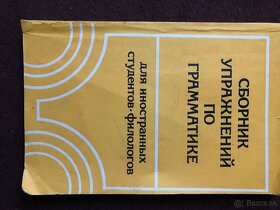 СБОРНИК
УПРАЖНЕНИЙ
ПО
ГРАММАТИКЕ
для иностранных
студентов-филологов
Bazos.sk